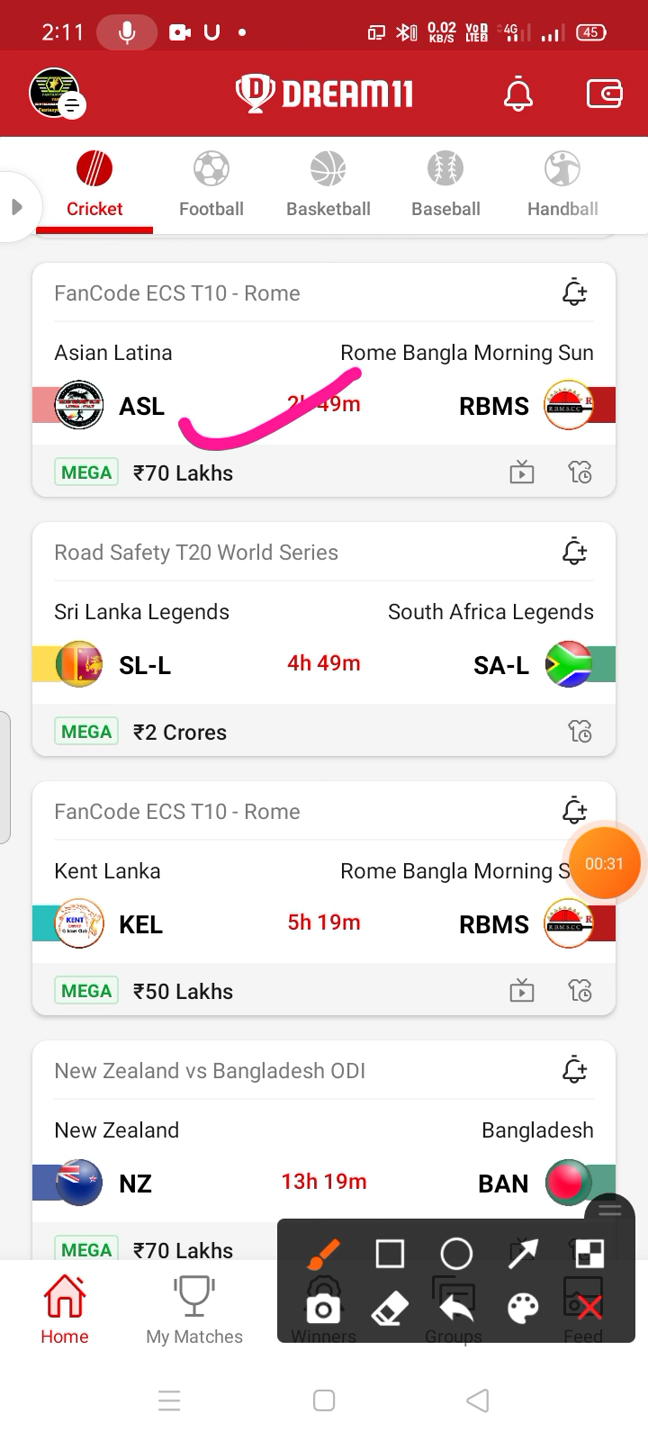 2:11
0.02 KB/S
VoD LTE2
4G
45
DREAM11
Cricket
Football
Basketball
Baseball
Handball
FanCode ECS T10 - Rome
Asian Latina
Rome Bangla Morning Sun
ASL
2h 49m
RBMS
MEGA
₹70 Lakhs
Road Safety T20 World Series
Sri Lanka Legends
South Africa Legends
SL-L
4h 49m
SA-L
MEGA
₹2 Crores
FanCode ECS T10 - Rome
Kent Lanka
Rome Bangla Morning S
00:31
KEL
5h 19m
RBMS
MEGA
₹50 Lakhs
New Zealand vs Bangladesh ODI
New Zealand
Bangladesh
NZ
13h 19m
BAN
MEGA
₹70 Lakhs
Home
My Matches
Winners
Groups
Feed